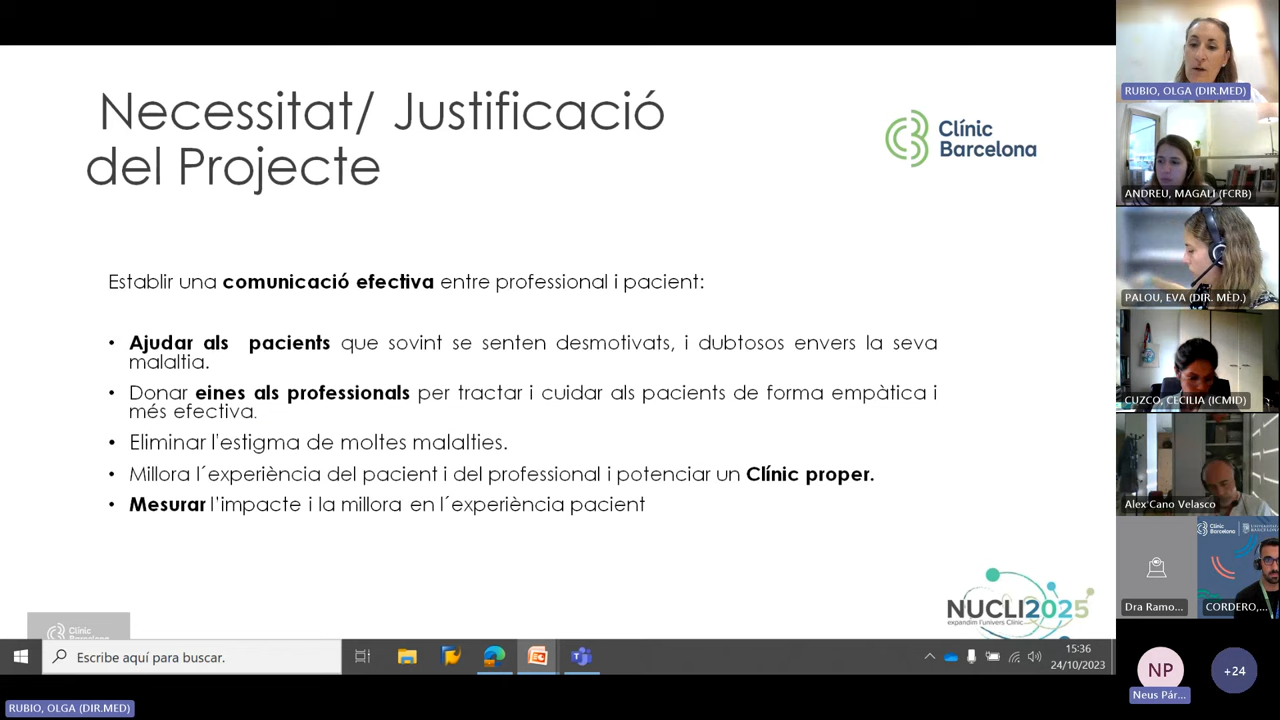 Necessitat/ Justificació
del Projecte
Clínic
Barcelona
Establir una comunicació efectiva entre professional i pacient:
• Ajudar als pacients que sovint se senten desmotivats, i dubtosos envers la seva
malaltia.
• Donar eines als professionals per tractar i cuidar als pacients de forma empàtica i
més efectiva.
• Eliminar l'estigma de moltes malalties.
• Millora l´experiència del pacient i del professional i potenciar un Clínic proper.
• Mesurar l'impacte i la millora en l´experiència pacient
NUCLI2025
expandim l'univers Clínic
Clínic
Barcelona
Escribe aquí para buscar.
15:36
24/10/2023
RUBIO, OLGA (DIR.MED)
RUBIO, OLGA (DIR.MED)
ANDREU, MAGALI (FCRB)
PALOU, EVA (DIR. MÈD.)
CUZCO, CECILIA (ICMID)
Alex Cano Velasco
Clínic
Barcelona
Dra Ramo...
CORDERO,...
NP
+24
Neus Pár...